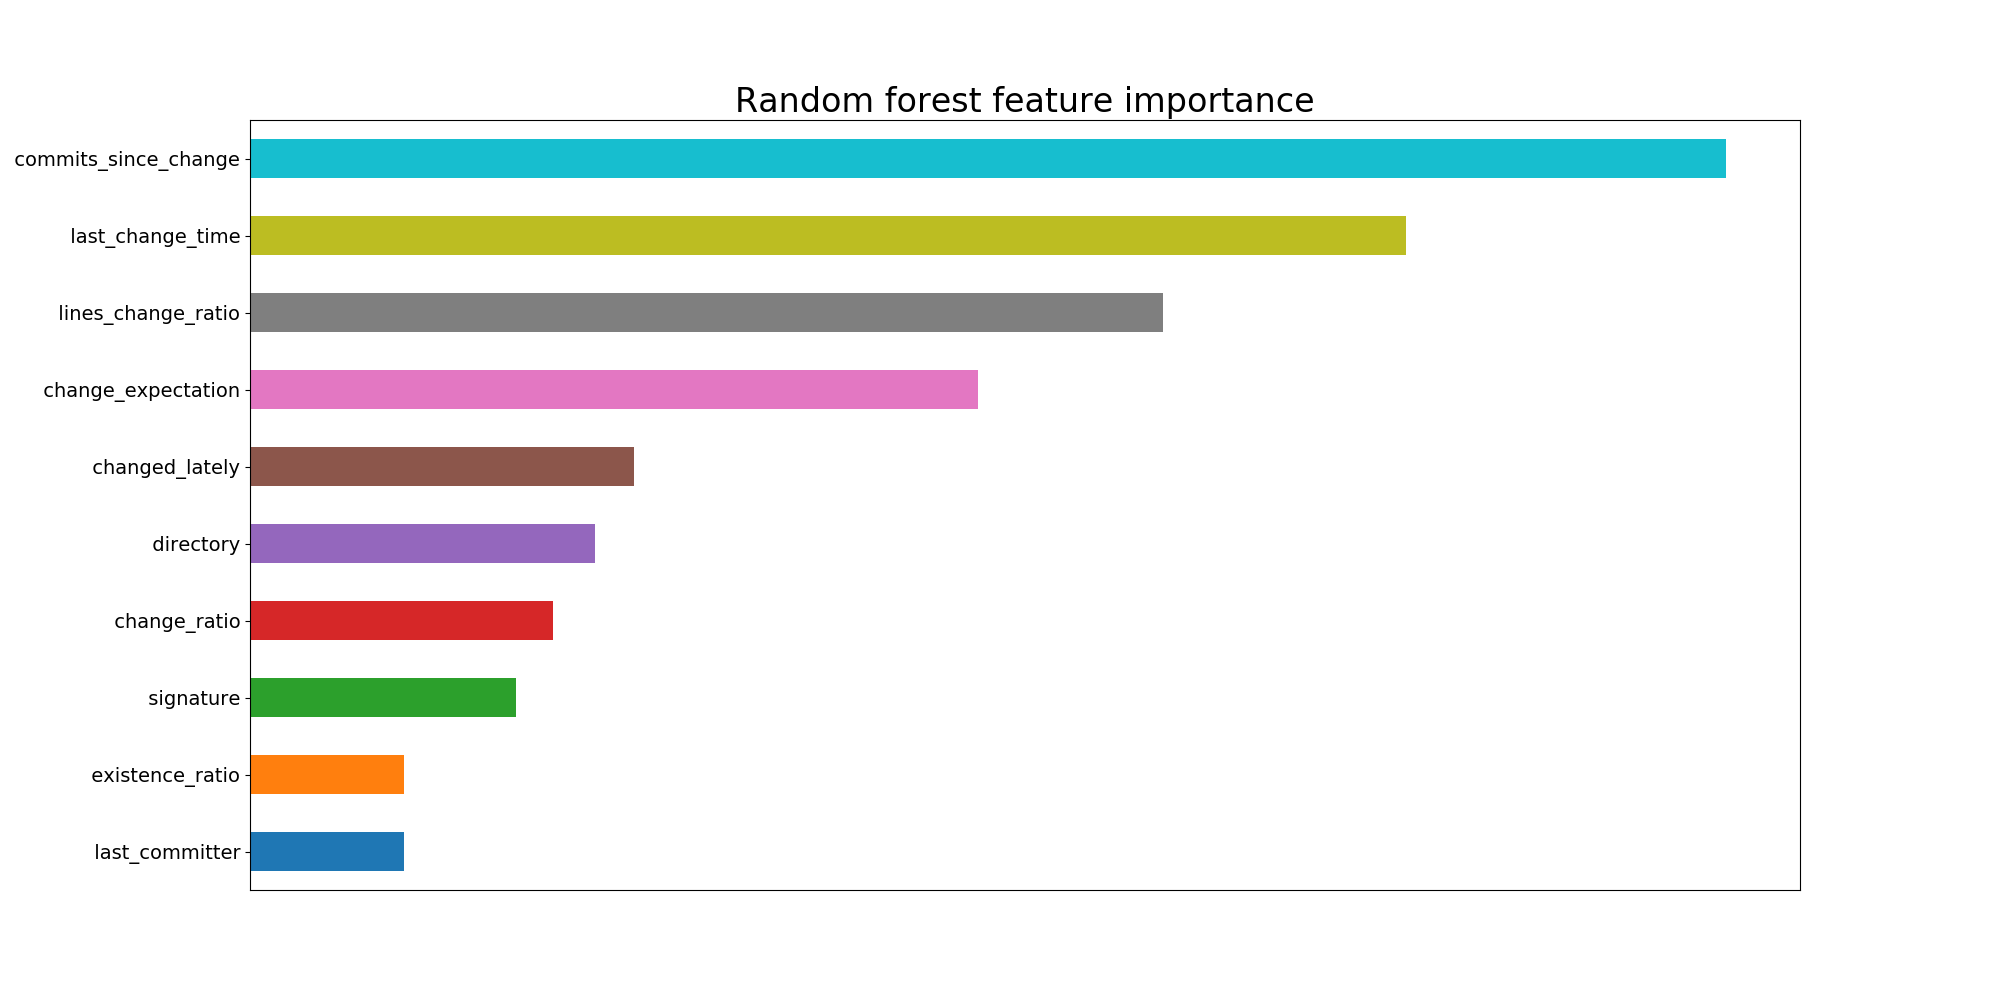 Random forest feature importance
commits_since_change
last_change_time
lines_change_ratio
change_expectation
changed_lately
directory
change_ratio
signature
existence_ratio
last_committer